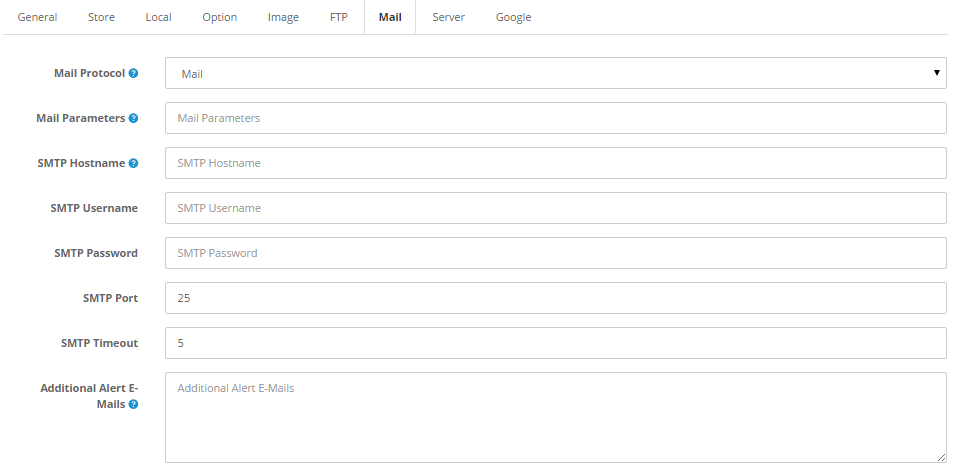 General Store Local Option Image FTP Mail Server Google
Mail Protocol ? Mail
Mail Parameters ? Mail Parameters
SMTP Hostname ? SMTP Hostname
SMTP Username SMTP Username
SMTP Password SMTP Password
SMTP Port 25
SMTP Timeout 5
Additional Alert E- Additional Alert E-Mails
Mails ?